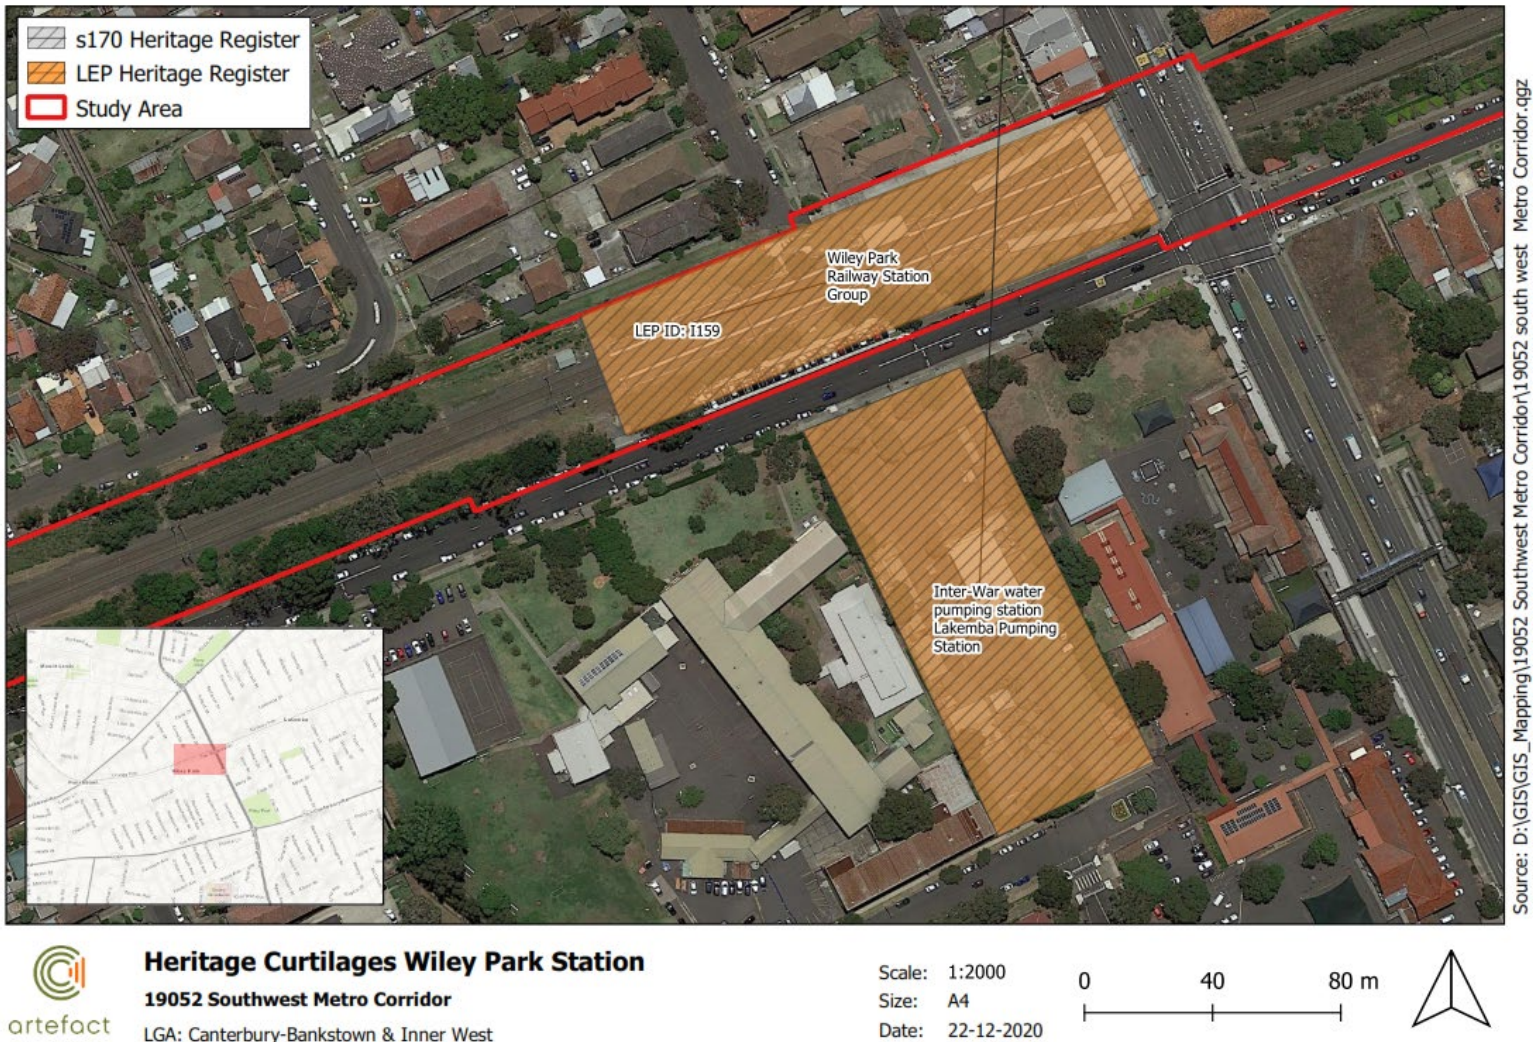 s170 Heritage Register
LEP Heritage Register
Study Area
Wiley Park
Railway Station
Group
LEP ID: I159
Inter-War water
pumping station
Lakemba Pumping
Station
Source: D:\GIS\GIS_Mapping\19052 Southwest Metro Corridor\19052 south west Metro Corridor.qgz
artefact
Heritage Curtilages Wiley Park Station
19052 Southwest Metro Corridor
LGA: Canterbury-Bankstown & Inner West
Scale: 1:2000
Size: A4
Date: 22-12-2020
0 40 80 m